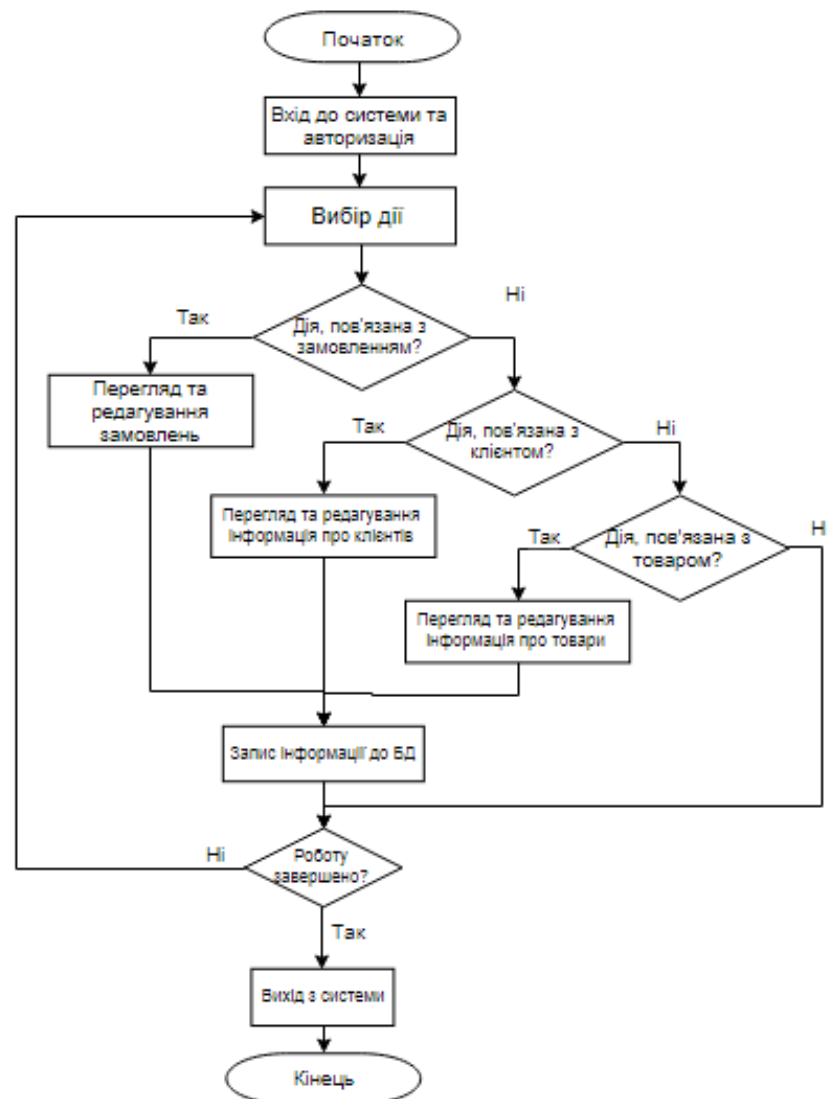 Початок
Вхід до системи та
авторизація
Вибір дії
Ні
Так
Дія, пов'язана з
замовленням?
Перегляд та
редагування
замовлень
Так
Дія, пов'язана з
клієнтом?
Ні
Перегляд та редагування
інформація про клієнтів
Так
Дія, пов'язана з
товаром?
Н
Перегляд та редагування
інформація про товари
Запис інформації до БД
Ні
Роботу
завершено?
Так
Вихід з системи
Кінець